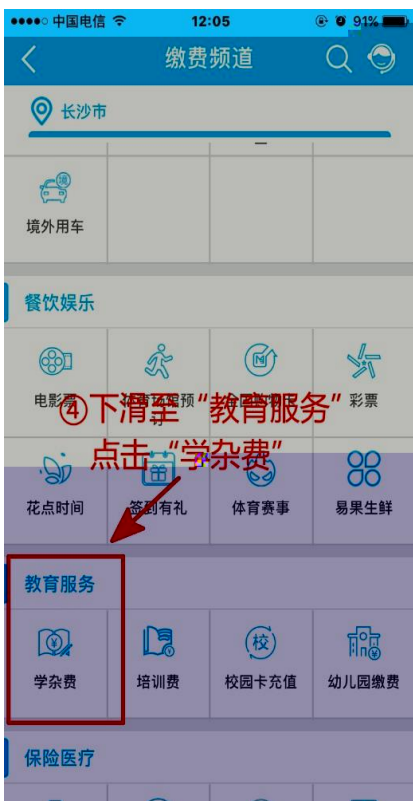 中国电信 12:05 91%
缴费频道
长沙市
境外用车
餐饮娱乐
电影票 彩票
④下滑至“教育服务”
点击“学杂费”
花点时间 签到有礼 体育赛事 易果生鲜
教育服务
学杂费 培训费 校园卡充值 幼儿园缴费
保险医疗